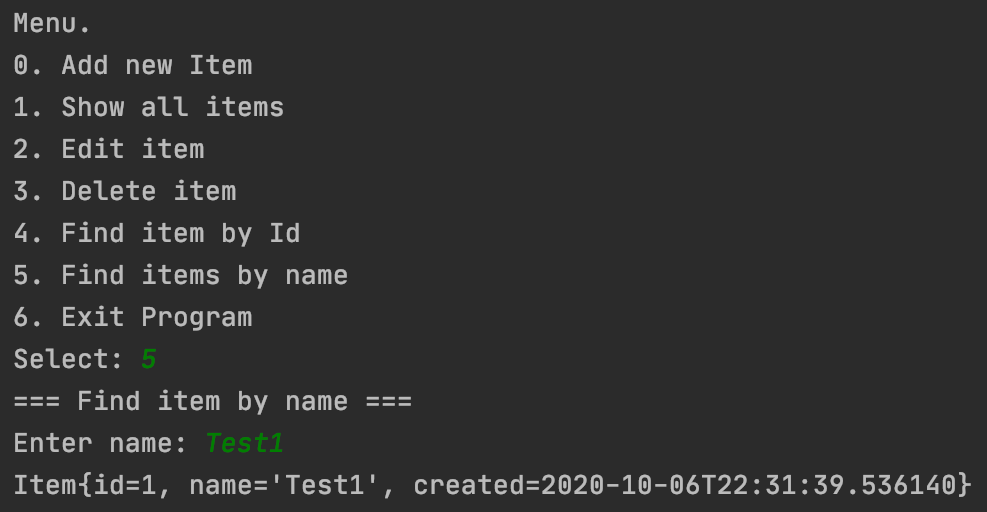 Menu.
0. Add new Item
1. Show all items
2. Edit item
3. Delete item
4. Find item by Id
5. Find items by name
6. Exit Program
Select: 5
=== Find item by name ===
Enter name: Test1
Item{id=1, name='Test1', created=2020-10-06T22:31:39.536140}